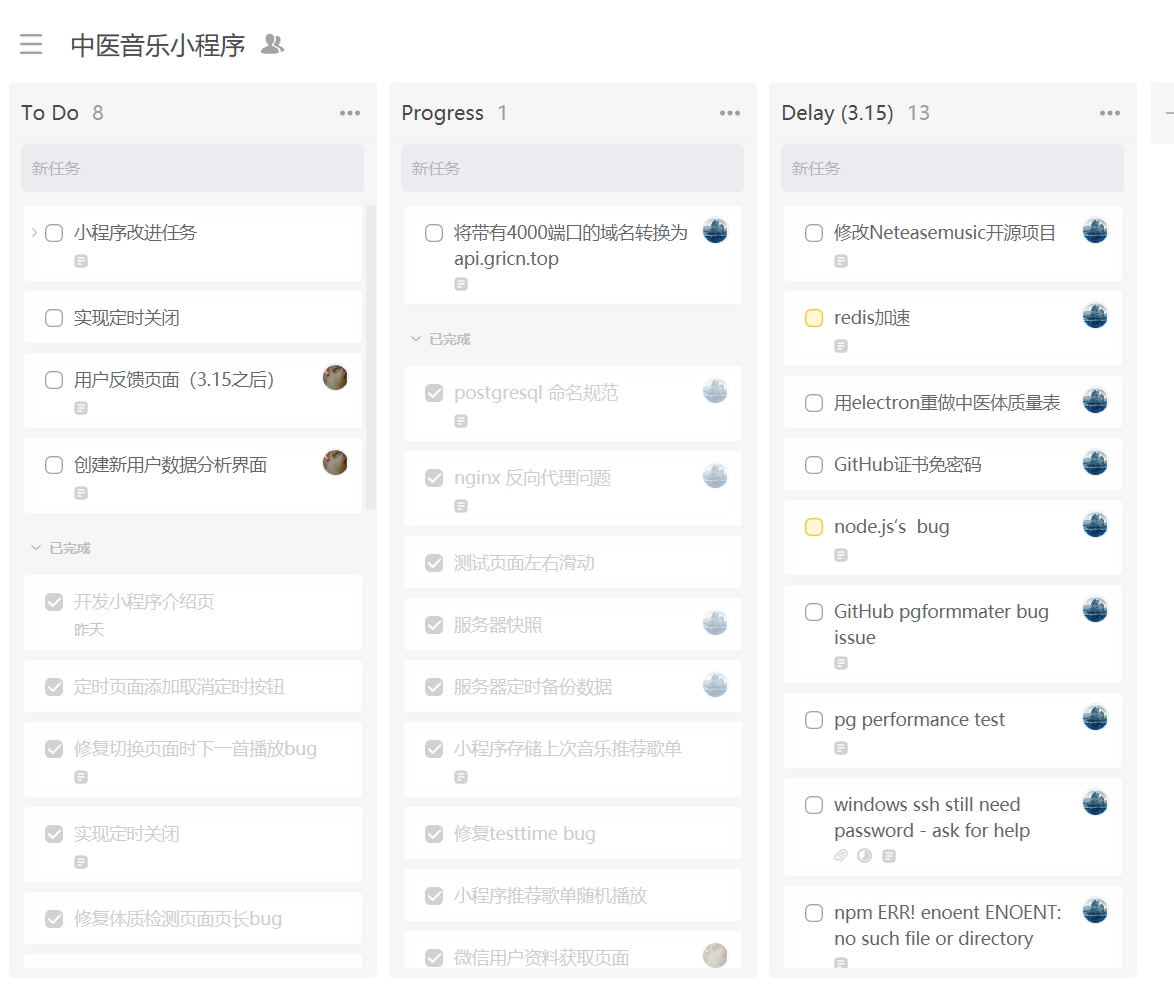 中医音乐小程序
To Do 8
新任务
小程序改进任务
实现定时关闭
用户反馈页面（3.15之后）
创建新用户数据分析界面
已完成
开发小程序介绍页
昨天
定时页面添加取消定时按钮
修复切换页面时下一首播放bug
实现定时关闭
修复体质检测页面页长bug
Progress 1
新任务
将带有4000端口的域名转换为
api.gricn.top
已完成
postgresql 命名规范
nginx 反向代理问题
测试页面左右滑动
服务器快照
服务器定时备份数据
小程序存储上次音乐推荐歌单
修复testtime bug
小程序推荐歌单随机播放
微信用户资料获取页面
Delay (3.15) 13
新任务
修改Neteasemusic开源项目
redis加速
用electron重做中医体质量表
GitHub证书免密码
node.js‘s bug
GitHub pgformmater bug
issue
pg performance test
windows ssh still need
password - ask for help
npm ERR! enoent ENOENT:
no such file or directory